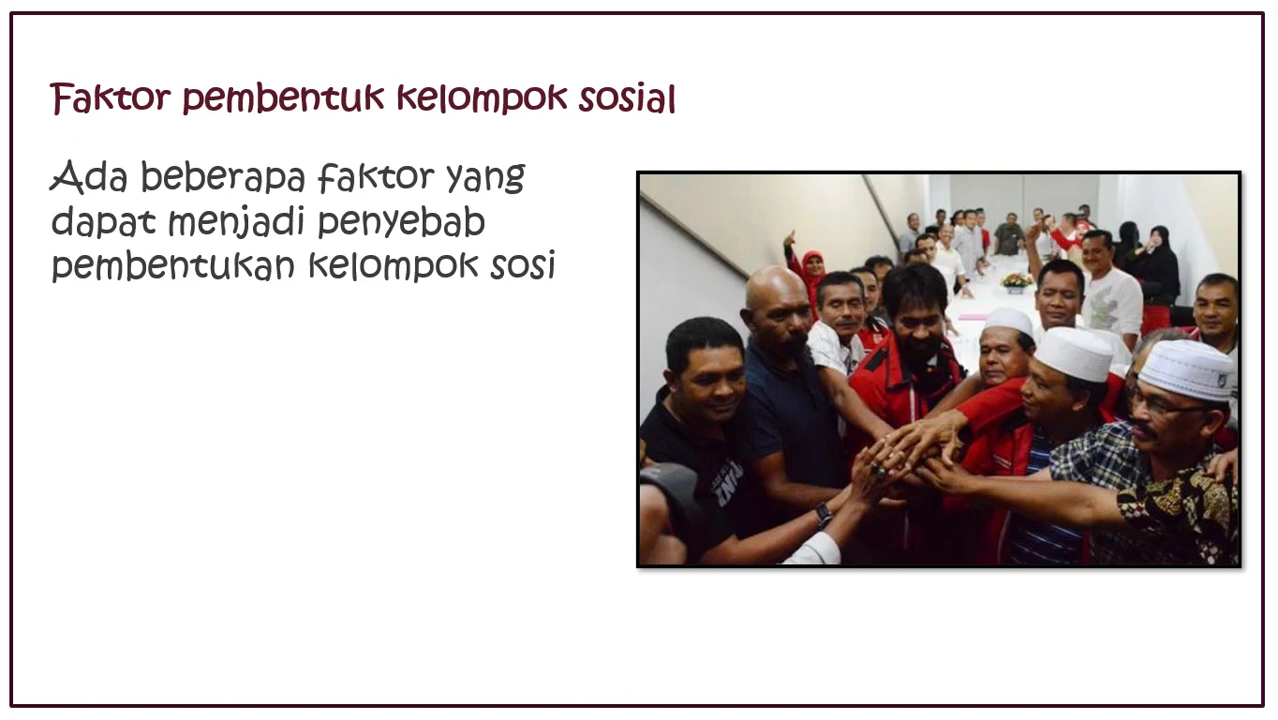 Faktor pembentuk kelompok sosial
Ada beberapa faktor yang
dapat menjadi penyebab
pembentukan kelompok sosi